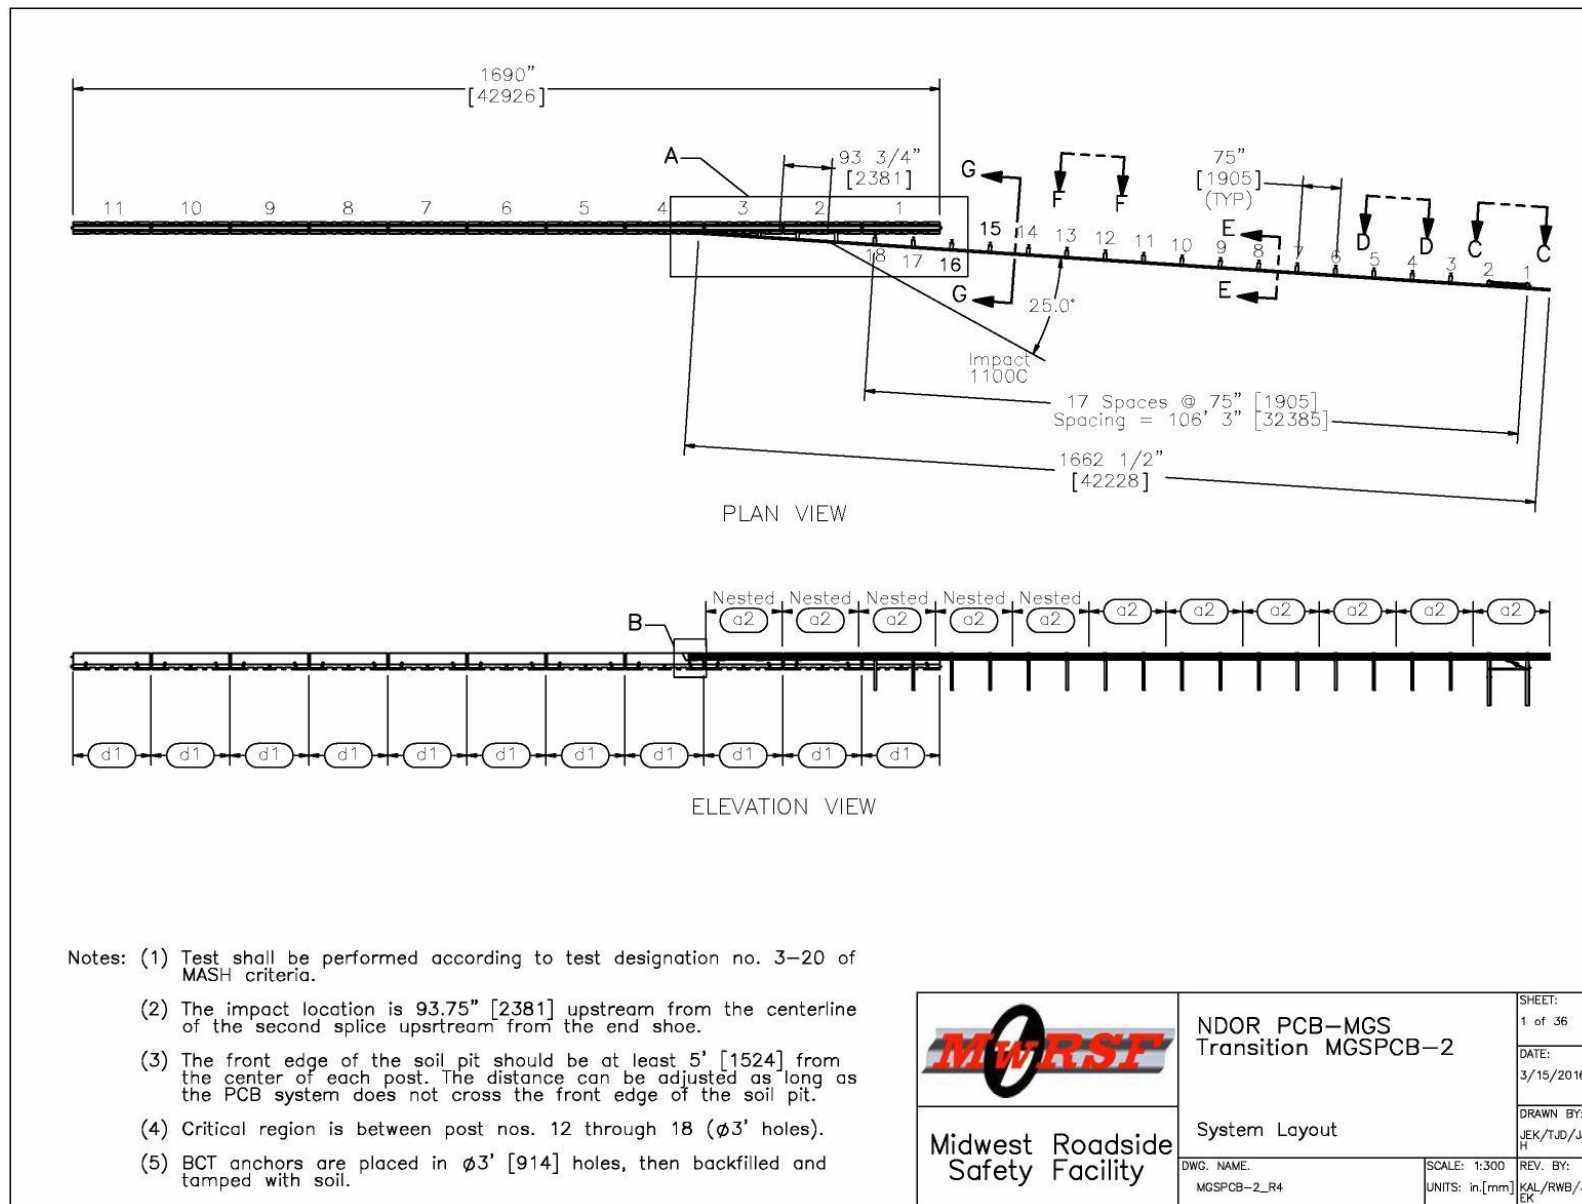 1690"
[42926]
A
93 3/4"
[2381]
G
F
F
75"
[1905]
(TYP)
11 10 9 8 7 6 5 4 3 2 1
E
D
D
C
C
18 17 16 15 14 13 12 11 10 9 8 7 6 5 4 3 2 1
G
E
25.0°
Impact
1100C
17 Spaces @ 75" [1905]
Spacing = 106' 3" [32385]
1662 1/2"
[42228]
PLAN VIEW
Nested Nested Nested Nested Nested
a2 a2 a2 a2 a2 a2 a2 a2 a2 a2 a2
B
d1 d1 d1 d1 d1 d1 d1 d1 d1 d1 d1
ELEVATION VIEW
Notes: (1) Test shall be performed according to test designation no. 3-20 of
MASH criteria.
(2) The impact location is 93.75" [2381] upstream from the centerline
of the second splice upsrtream from the end shoe.
(3) The front edge of the soil pit should be at least 5' [1524] from
the center of each post. The distance can be adjusted as long as
the PCB system does not cross the front edge of the soil pit.
(4) Critical region is between post nos. 12 through 18 (ø3' holes).
(5) BCT anchors are placed in ø3' [914] holes, then backfilled and
tamped with soil.
MwRSF
Midwest Roadside
Safety Facility
NDOR PCB-MGS
Transition MGSPCB-2
System Layout
DWG. NAME.
MGSPCB-2_R4
SCALE: 1:300
UNITS: in.[mm]
SHEET:
1 of 36
DATE:
3/15/2016
DRAWN BY:
JEK/TJD/J
H
REV. BY:
KAL/RWB/J
EK